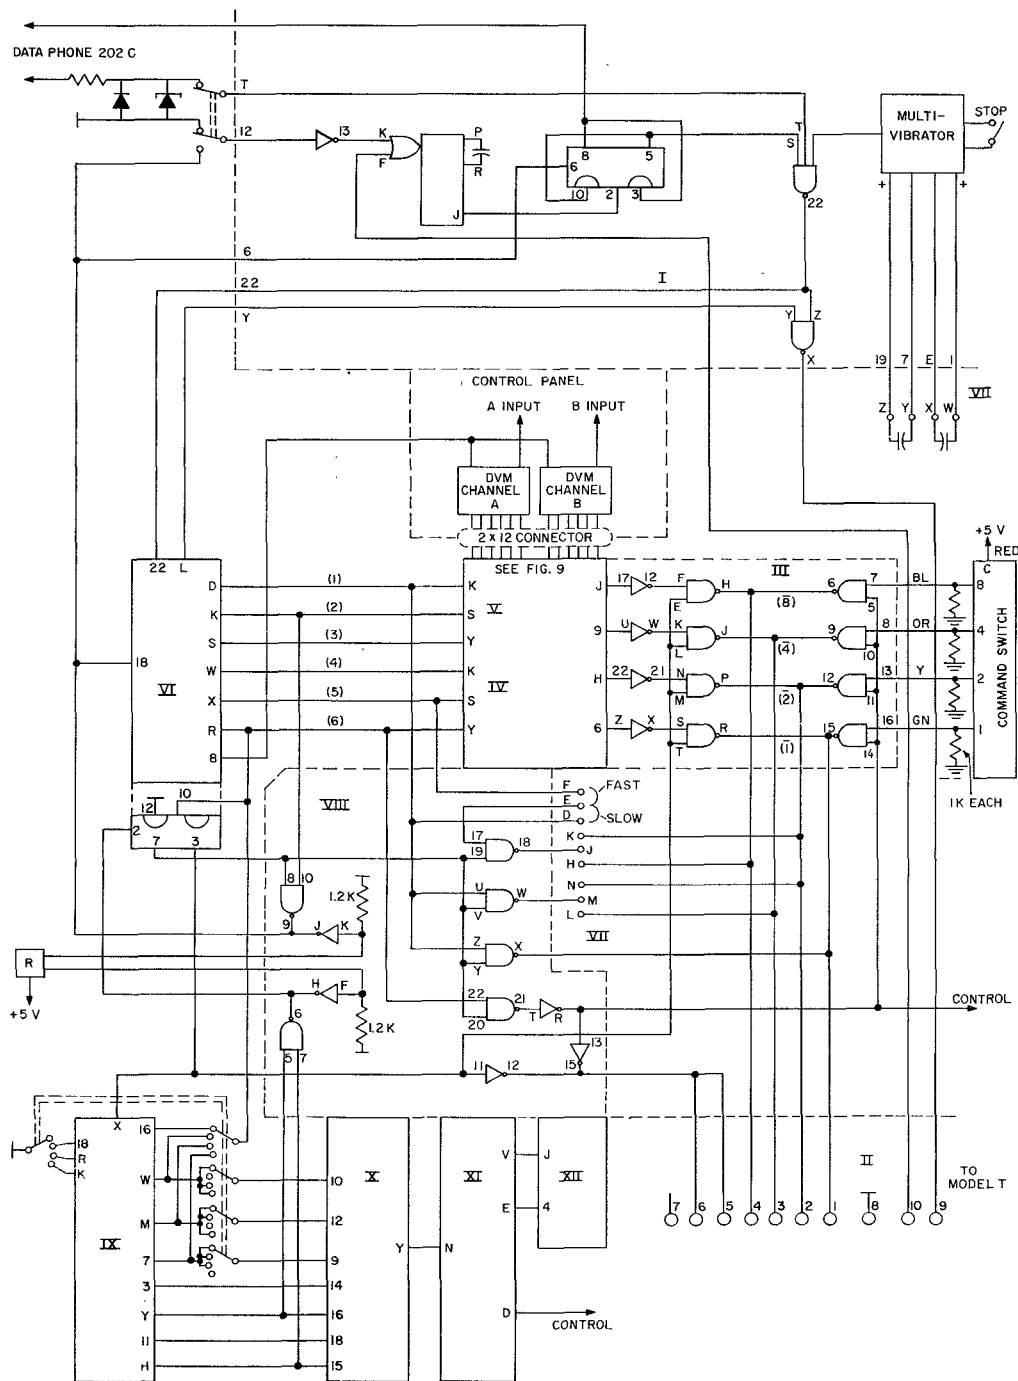 DATA PHONE 202 C
T
12
13
K
F
P
R
J
8
5
6
10
2
3
T
S
22
MULTI-
VIBRATOR
STOP
+
+
6
22
I
Y
Y
Z
X
19
7
E
1
VII
Z
Y
X
W
CONTROL PANEL
A INPUT
B INPUT
DVM
CHANNEL
A
DVM
CHANNEL
B
2 X 12 CONNECTOR
SEE FIG. 9
+5 V
RED
22 L
D
K
S
W
X
R
8
18
VI
(1)
(2)
(3)
(4)
(5)
(6)
K
S
Y
K
S
Y
V
IV
J
9
H
6
III
17
12
F
E
H
(8)
6
7
5
BL
C
8
U
W
K
L
J
(4)
9
8
10
OR
4
22
21
N
M
P
(2)
12
13
11
Y
2
Z
X
S
T
R
(1)
15
16
14
GN
1
COMMAND SWITCH
1K EACH
10
12
2
7
3
VIII
F
E
D
FAST
SLOW
K
J
H
N
M
L
VII
17
19
18
8
10
9
1.2K
U
V
W
J
K
Z
Y
X
R
+5 V
H
F
1.2K
6
5
7
22
20
21
T
R
13
15
11
12
CONTROL
X
16
18
R
K
W
M
7
3
Y
11
H
IX
10
12
9
14
16
18
15
X
Y
N
XI
V
E
D
J
4
XII
CONTROL
II
TO
MODEL T
7
6
5
4
3
2
1
8
10
9